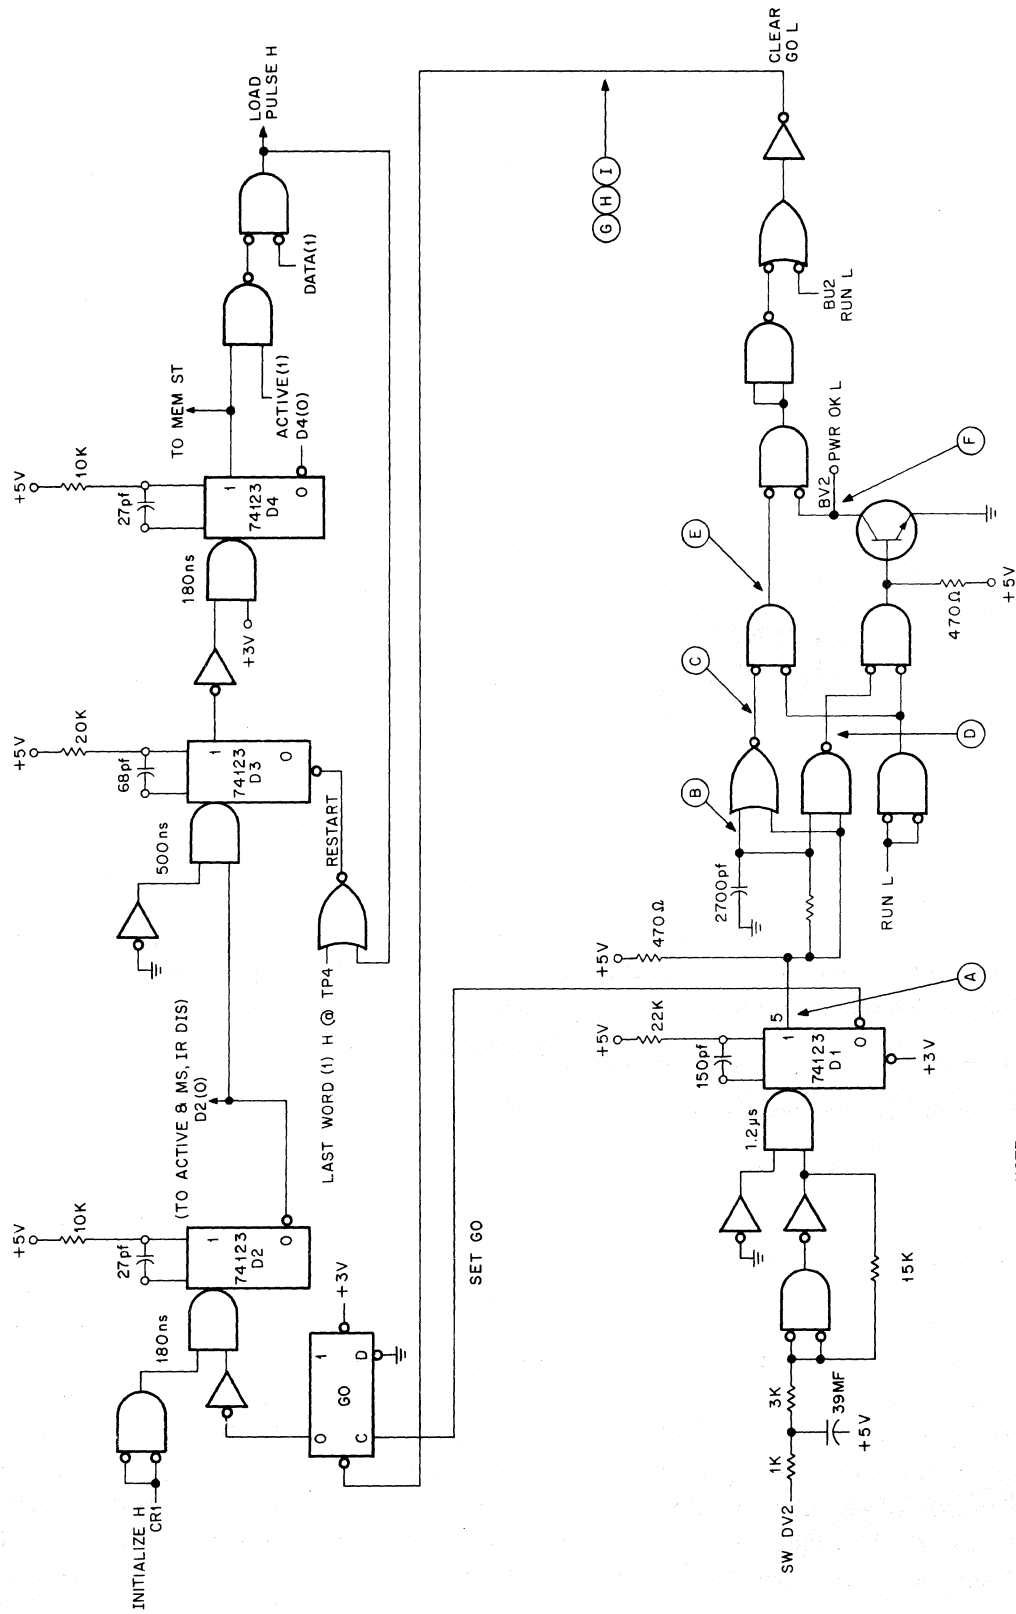 INITIALIZE H
CR1
180ns
+5V
10K
27pf
74123
D2
1
0
(TO ACTIVE & MS, IR DIS)
D2(0)
GO
1
0
C
D
+3V
SET GO
500ns
+5V
20K
68pf
74123
D3
1
0
RESTART
LAST WORD (1) H @ TP4
180ns
+3V
+5V
10K
27pf
74123
D4
1
0
TO MEM ST
ACTIVE(1)
D4(0)
DATA(1)
LOAD
PULSE H
SW DV2
1K
3K
39MF
+5V
15K
1.2µs
+5V
22K
150pf
74123
D1
1
0
5
+3V
A
+5V
470Ω
2700pf
B
C
D
RUN L
E
470Ω
+5V
F
BV2
PWR OK L
BU2
RUN L
G H I
CLEAR
GO L